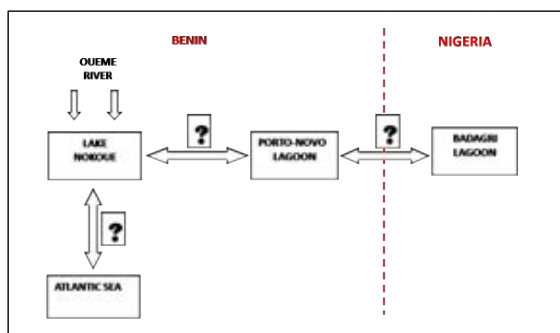 BENIN
NIGERIA
OUEME
RIVER
?
?
LAKE
NOKOUE
PORTO-NOVO
LAGOON
BADAGRI
LAGOON
?
ATLANTIC SEA